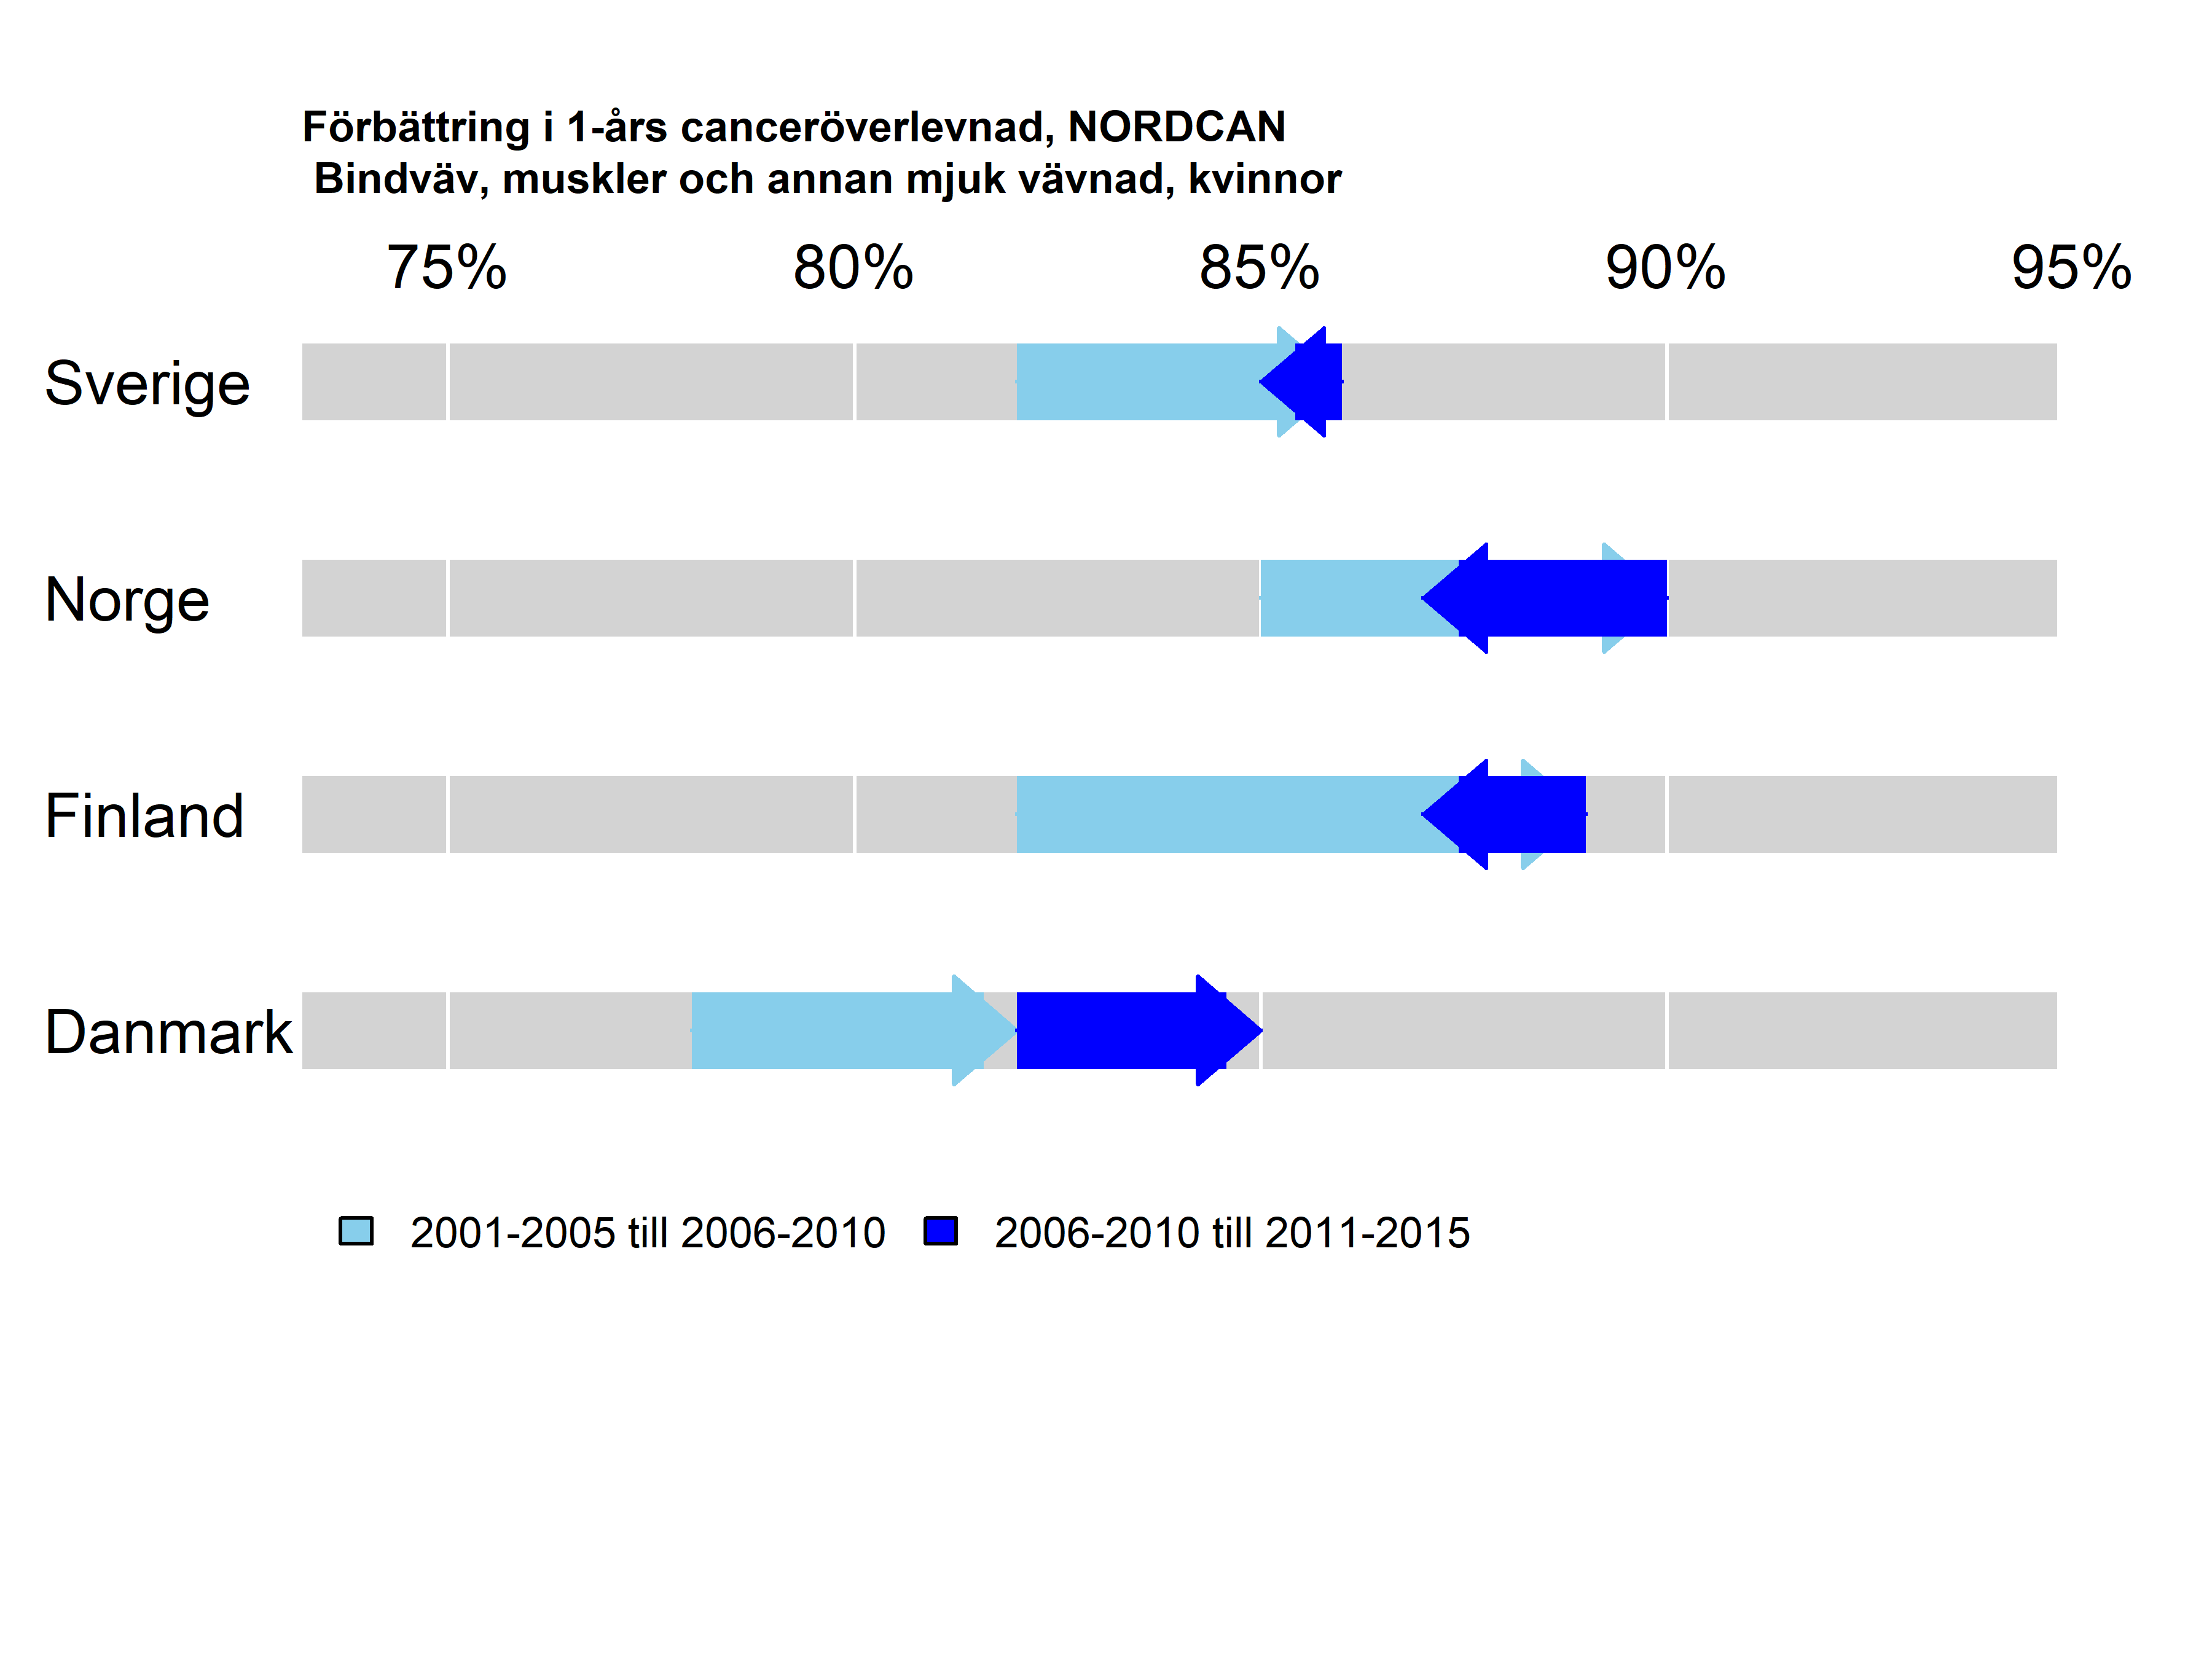 Förbättring i 1-års canceröverlevnad, NORDCAN
Bindväv, muskler och annan mjuk vävnad, kvinnor
75% 80% 85% 90% 95%
Sverige
Norge
Finland
Danmark
2001-2005 till 2006-2010 2006-2010 till 2011-2015